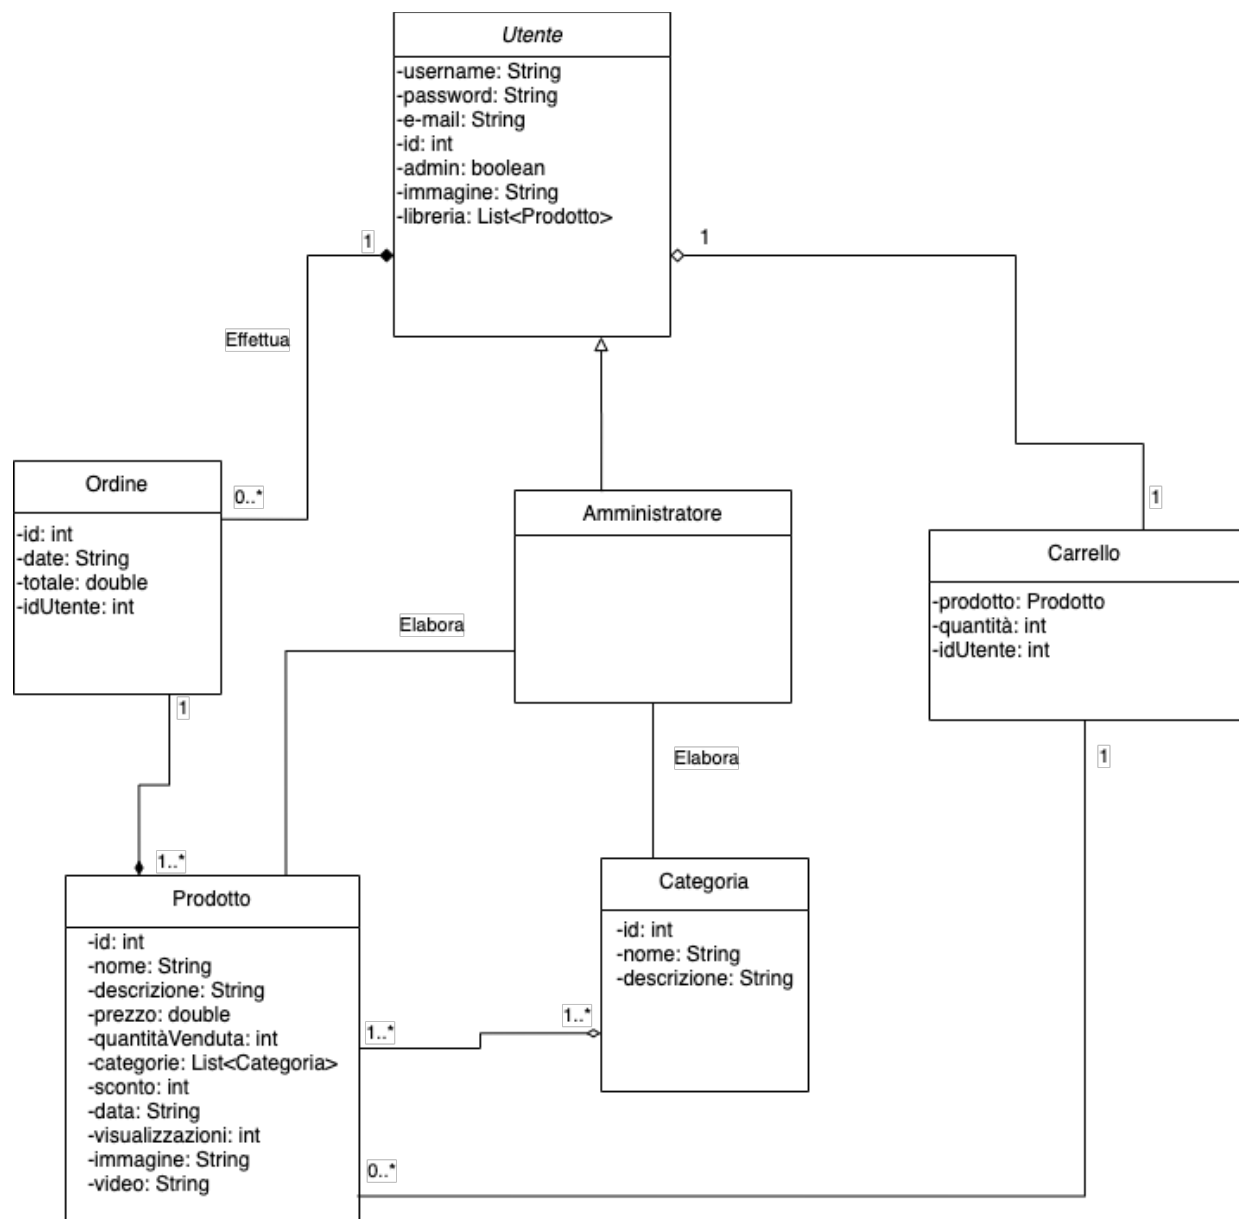 Utente
-username: String
-password: String
-e-mail: String
-id: int
-admin: boolean
-immagine: String
-libreria: List<Prodotto>
1
1
Effettua
0..*
Ordine
-id: int
-date: String
-totale: double
-idUtente: int
1
Amministratore
Elabora
Elabora
1
Carrello
-prodotto: Prodotto
-quantità: int
-idUtente: int
1
1..*
Prodotto
-id: int
-nome: String
-descrizione: String
-prezzo: double
-quantitàVenduta: int
-categorie: List<Categoria>
-sconto: int
-data: String
-visualizzazioni: int
-immagine: String
-video: String
1..*
1..*
0..*
Categoria
-id: int
-nome: String
-descrizione: String